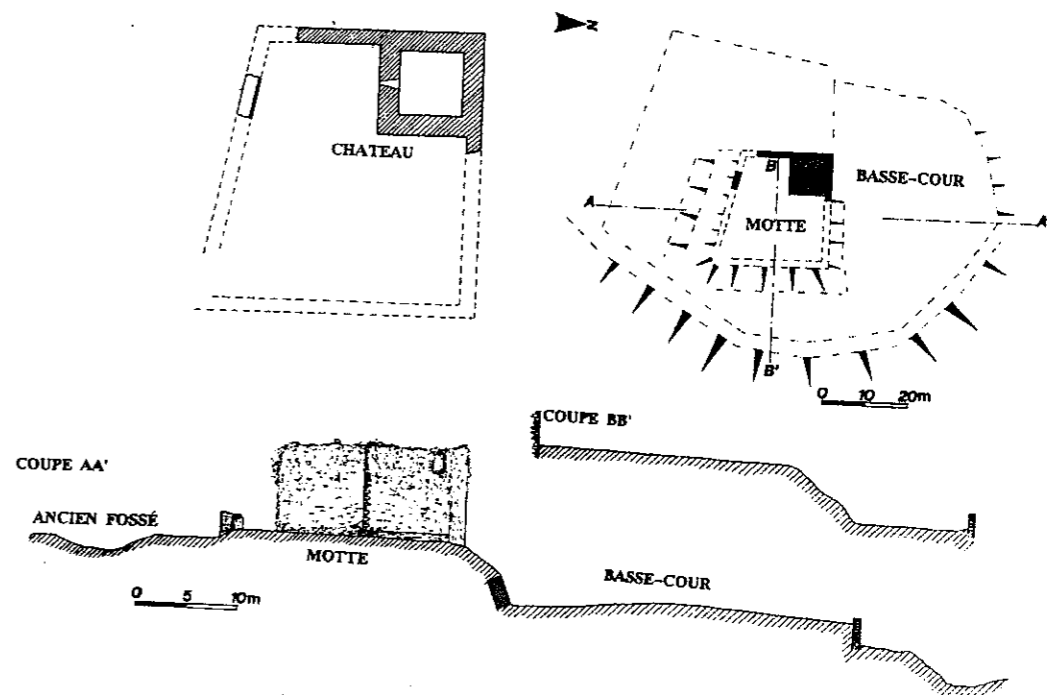 N
CHATEAU
BASSE-COUR
B
A
A
MOTTE
B'
0 10 20m
COUPE BB'
COUPE AA'
ANCIEN FOSSÉ
MOTTE
BASSE-COUR
0 5 10m